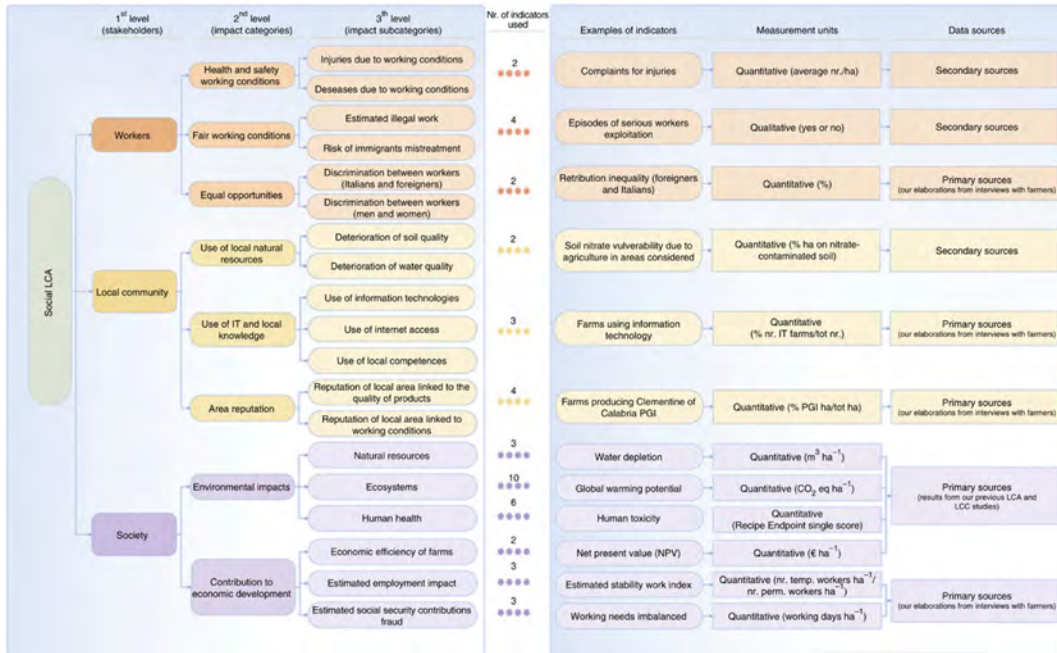 1st level
(stakeholders)
2nd level
(impact categories)
3th level
(impact subcategories)
Nr. of indicators
used
Examples of indicators
Measurement units
Data sources
Social LCA
Workers
Health and safety
working conditions
Injuries due to working conditions
Deseases due to working conditions
2
Complaints for injuries
Quantitative (average nr./ha)
Secondary sources
Fair working conditions
Estimated illegal work
Risk of immigrants mistreatment
4
Episodes of serious workers
exploitation
Qualitative (yes or no)
Secondary sources
Equal opportunities
Discrimination between workers
(Italians and foreigners)
Discrimination between workers
(men and women)
2
Retribution inequality (foreigners
and Italians)
Quantitative (%)
Primary sources
(our elaborations from interviews with farmers)
Local community
Use of local natural
resources
Deterioration of soil quality
Deterioration of water quality
2
Soil nitrate vulnerability due to
agriculture in areas considered
Quantitative (% ha on nitrate-
contaminated soil)
Secondary sources
Use of IT and local
knowledge
Use of information technologies
Use of internet access
Use of local competences
3
Farms using information
technology
Quantitative
(% nr. IT farms/tot nr.)
Primary sources
(our elaborations from interviews with farmers)
Area reputation
Reputation of local area linked to the
quality of products
Reputation of local area linked to
working conditions
4
Farms producing Clementine of
Calabria PGI
Quantitative (% PGI ha/tot ha)
Primary sources
(our elaborations from interviews with farmers)
Society
Environmental impacts
Natural resources
3
Water depletion
Quantitative (m³ ha⁻¹)
Ecosystems
10
Global warming potential
Quantitative (CO₂ eq ha⁻¹)
Human health
6
Human toxicity
Quantitative
(Recipe Endpoint single score)
Primary sources
(results form our previous LCA and
LCC studies)
Contribution to
economic development
Economic efficiency of farms
2
Net present value (NPV)
Quantitative (€ ha⁻¹)
Estimated employment impact
3
Estimated stability work index
Quantitative (nr. temp. workers ha⁻¹/
nr. perm. workers ha⁻¹)
Estimated social security contributions
fraud
3
Working needs imbalanced
Quantitative (working days ha⁻¹)
Primary sources
(our elaborations from interviews with farmers)